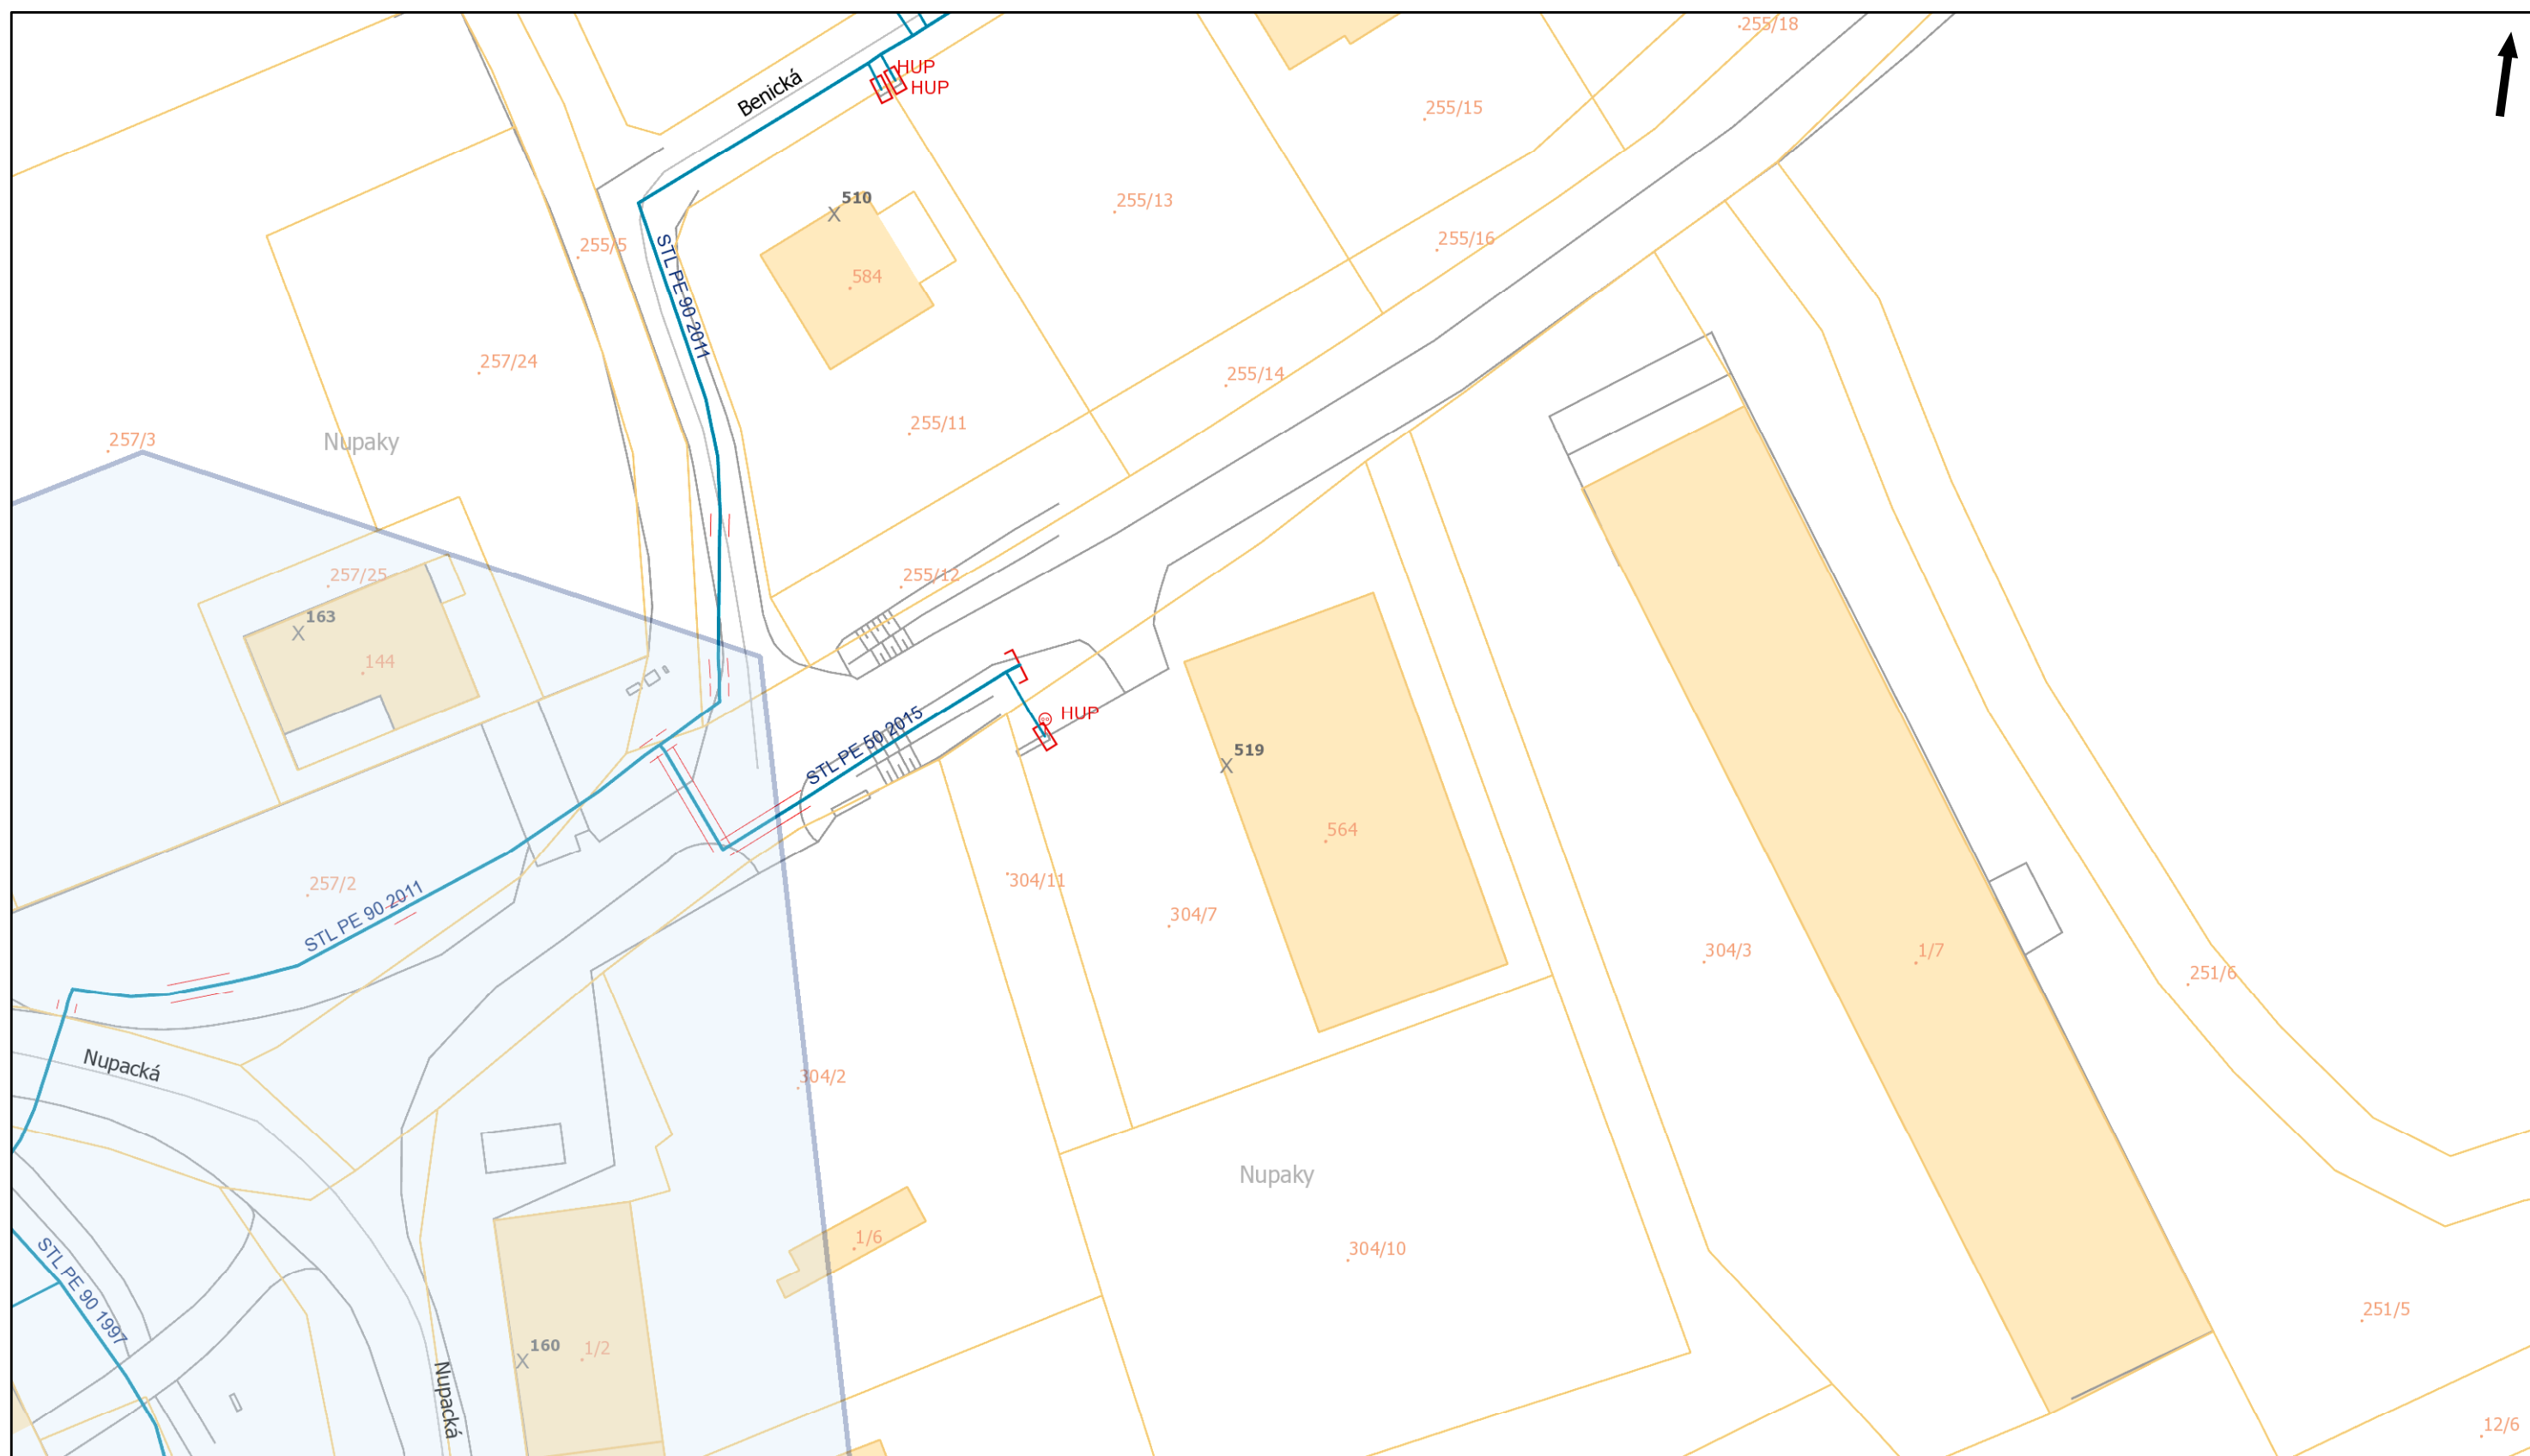 255/18
HUP
Benická
HUP
255/15
510
255/13
255/5
255/16
584
STL PE 90 2011
257/24
255/14
255/11
257/3
Nupaky
257/25
255/12
163
144
HUP
STL PE 50 2015
519
564
257/2
304/11
STL PE 90 2011
304/7
304/3
1/7
251/6
Nupacká
304/2
Nupaky
1/6
304/10
STL PE 90 1997
251/5
160
1/2
Nupacká
12/6